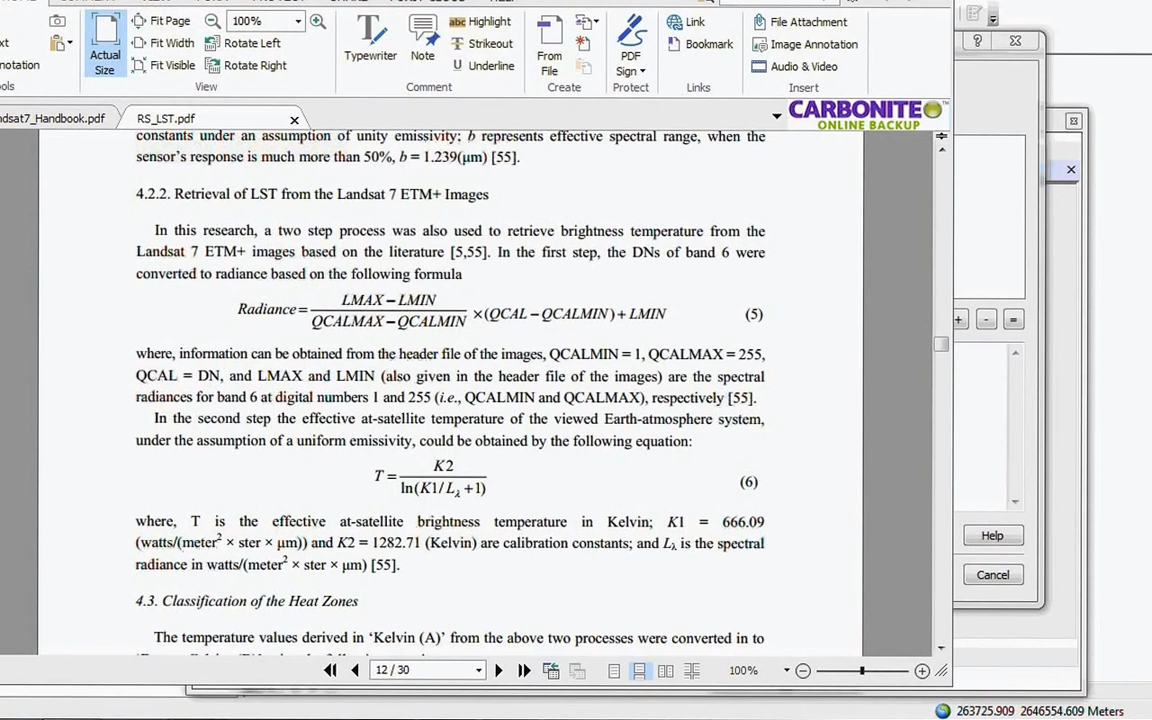 Fit Page 100% Typewriter Note Highlight From File PDF Sign Link File Attachment
Actual Size Fit Width Rotate Left Strikeout Bookmark Image Annotation
Fit Visible Rotate Right Underline Audio & Video
View Comment Create Protect Links Insert
ndsat7_Handbook.pdf RS_LST.pdf
CARBONITE
ONLINE BACKUP
constants under an assumption of unity emissivity; b represents effective spectral range, when the
sensor's response is much more than 50%, b = 1.239(μm) [55].
4.2.2. Retrieval of LST from the Landsat 7 ETM+ Images
In this research, a two step process was also used to retrieve brightness temperature from the
Landsat 7 ETM+ images based on the literature [5,55]. In the first step, the DNs of band 6 were
converted to radiance based on the following formula
Radiance = (LMAX − LMIN) / (QCALMAX − QCALMIN) × (QCAL − QCALMIN) + LMIN (5)
where, information can be obtained from the header file of the images, QCALMIN = 1, QCALMAX = 255,
QCAL = DN, and LMAX and LMIN (also given in the header file of the images) are the spectral
radiances for band 6 at digital numbers 1 and 255 (i.e., QCALMIN and QCALMAX), respectively [55].
In the second step the effective at-satellite temperature of the viewed Earth-atmosphere system,
under the assumption of a uniform emissivity, could be obtained by the following equation:
T = K2 / ln(K1/Lλ +1) (6)
where, T is the effective at-satellite brightness temperature in Kelvin; K1 = 666.09
(watts/(meter² × ster × μm)) and K2 = 1282.71 (Kelvin) are calibration constants; and Lλ is the spectral
radiance in watts/(meter² × ster × μm) [55].
4.3. Classification of the Heat Zones
The temperature values derived in ‘Kelvin (A)’ from the above two processes were converted in to
12 / 30 100%
+ - =
Help
Cancel
263725.909 2646554.609 Meters